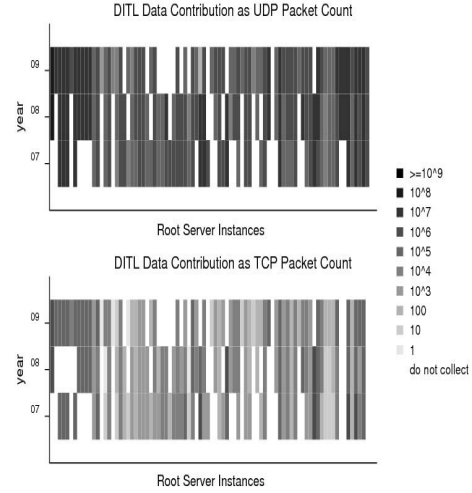 DITL Data Contribution as UDP Packet Count
year
09
08
07
Root Server Instances
DITL Data Contribution as TCP Packet Count
year
09
08
07
Root Server Instances
>=10^9
10^8
10^7
10^6
10^5
10^4
10^3
100
10
1
do not collect